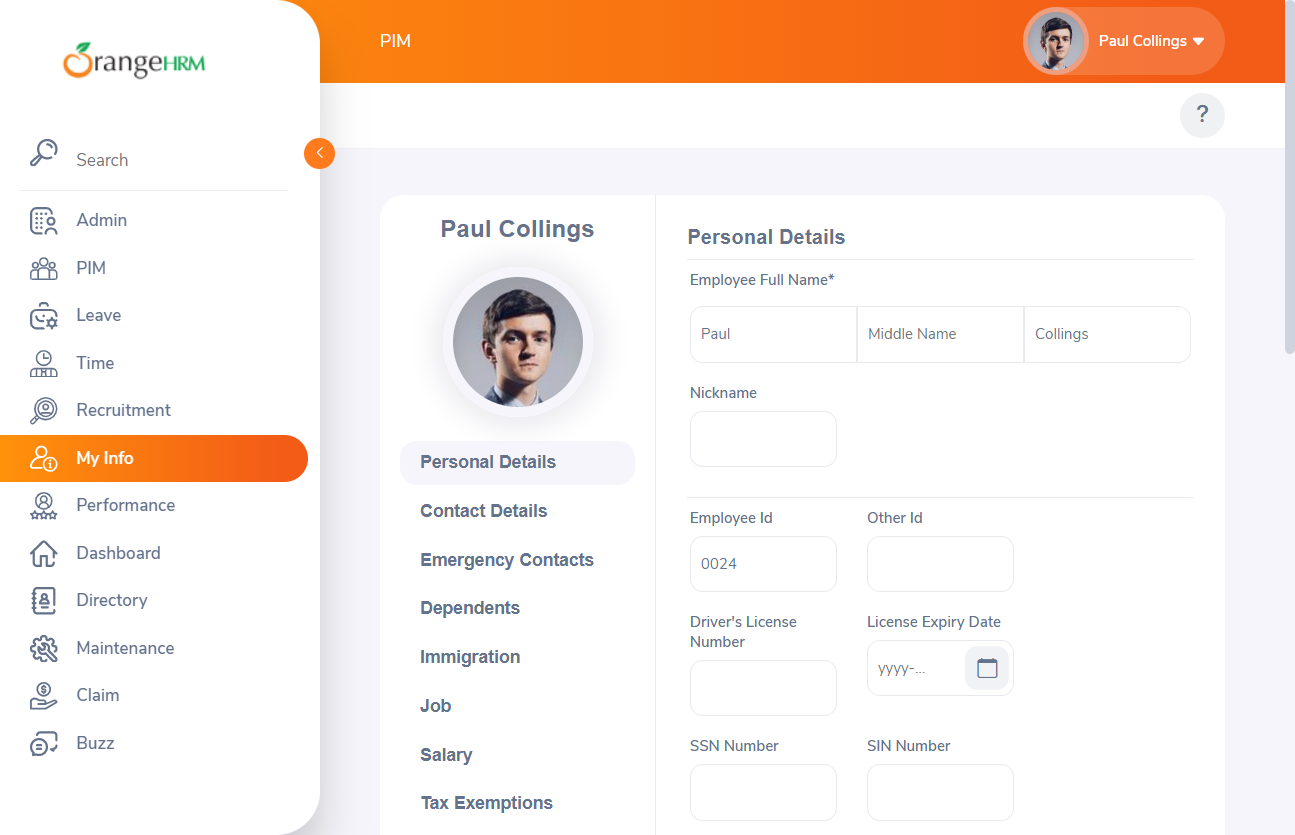 OrangeHRM
Search
Admin
PIM
Leave
Time
Recruitment
My Info
Performance
Dashboard
Directory
Maintenance
Claim
Buzz
PIM
Paul Collings
?
Paul Collings
Personal Details
Contact Details
Emergency Contacts
Dependents
Immigration
Job
Salary
Tax Exemptions
Personal Details
Employee Full Name*
Paul Middle Name Collings
Nickname
Employee Id Other Id
0024
Driver's License License Expiry Date
Number
yyyy-...
SSN Number SIN Number